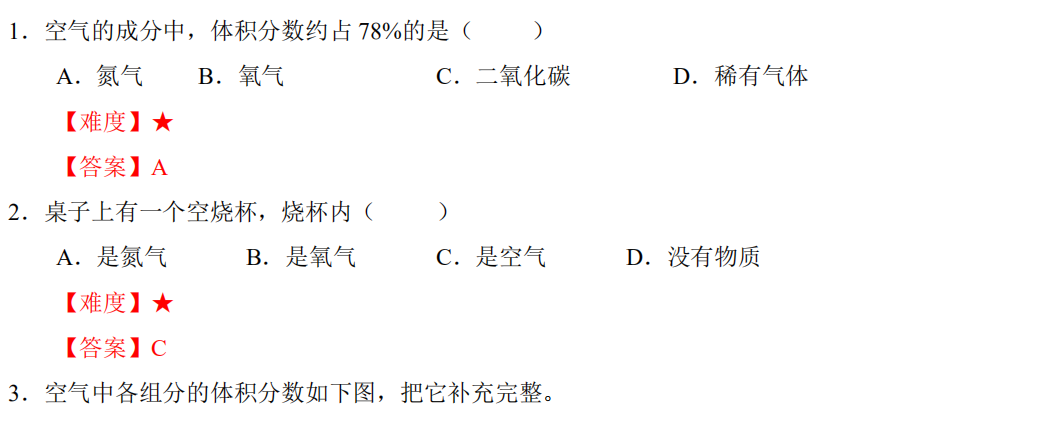 1．空气的成分中，体积分数约占 78%的是（　　）
A．氮气　B．氧气　C．二氧化碳　D．稀有气体
【难度】★
【答案】A
2．桌子上有一个空烧杯，烧杯内（　　）
A．是氮气　B．是氧气　C．是空气　D．没有物质
【难度】★
【答案】C
3．空气中各组分的体积分数如下图，把它补充完整。